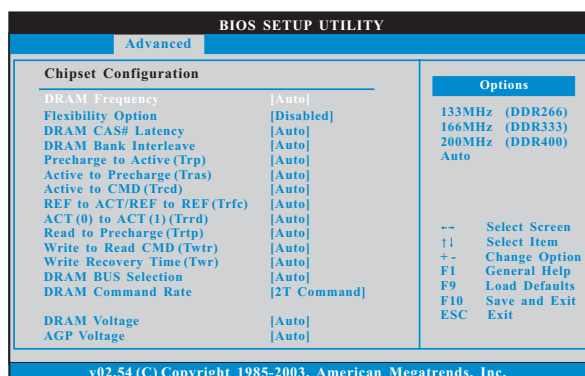 BIOS SETUP UTILITY
Advanced
Chipset Configuration
DRAM Frequency [Auto]
Flexibility Option [Disabled]
DRAM CAS# Latency [Auto]
DRAM Bank Interleave [Auto]
Precharge to Active (Trp) [Auto]
Active to Precharge (Tras) [Auto]
Active to CMD (Trcd) [Auto]
REF to ACT/REF to REF (Trfc) [Auto]
ACT (0) to ACT (1) (Trrd) [Auto]
Read to Precharge (Trtp) [Auto]
Write to Read CMD (Twtr) [Auto]
Write Recovery Time (Twr) [Auto]
DRAM BUS Selection [Auto]
DRAM Command Rate [2T Command]
DRAM Voltage [Auto]
AGP Voltage [Auto]
Options
133MHz (DDR266)
166MHz (DDR333)
200MHz (DDR400)
Auto
←→ Select Screen
↑↓ Select Item
+ - Change Option
F1 General Help
F9 Load Defaults
F10 Save and Exit
ESC Exit
v02.54 (C) Copyright 1985-2003, American Megatrends, Inc.